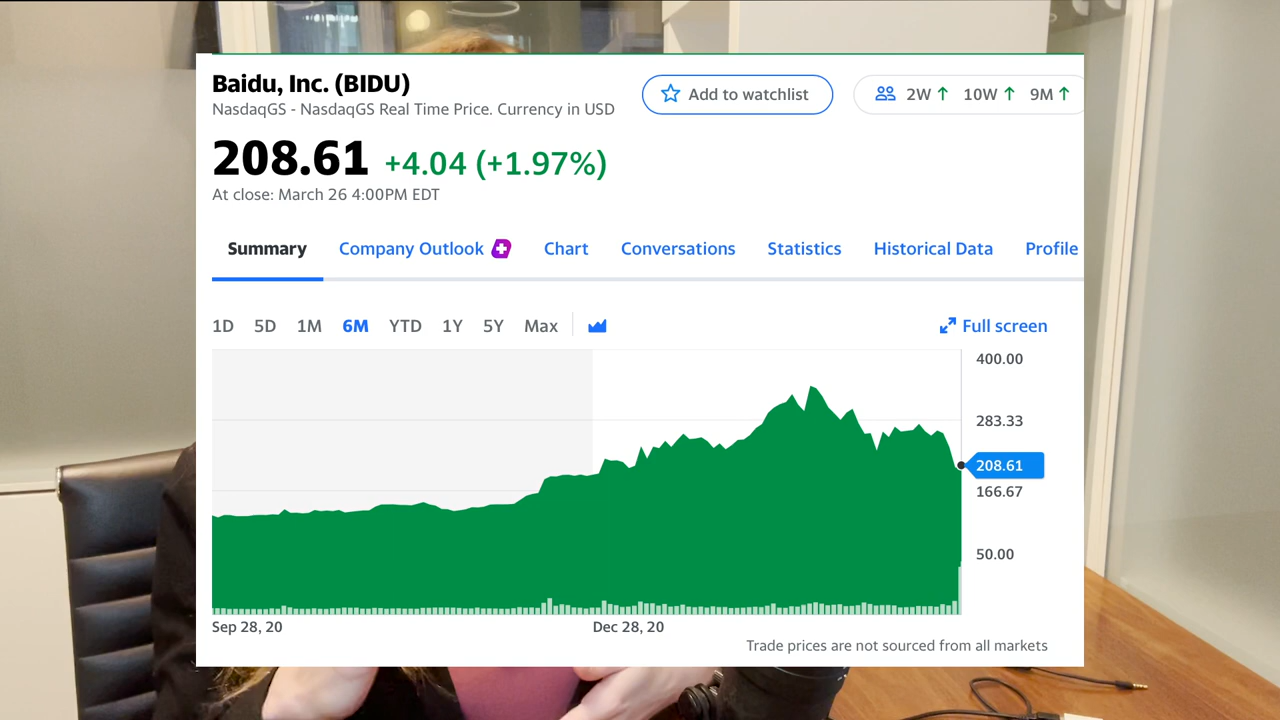 Baidu, Inc. (BIDU)
NasdaqGS - NasdaqGS Real Time Price. Currency in USD
Add to watchlist
2W ↑ 10W ↑ 9M ↑
208.61 +4.04 (+1.97%)
At close: March 26 4:00PM EDT
Summary Company Outlook Chart Conversations Statistics Historical Data Profile
1D 5D 1M 6M YTD 1Y 5Y Max
Full screen
400.00
283.33
208.61
166.67
50.00
Sep 28, 20 Dec 28, 20
Trade prices are not sourced from all markets